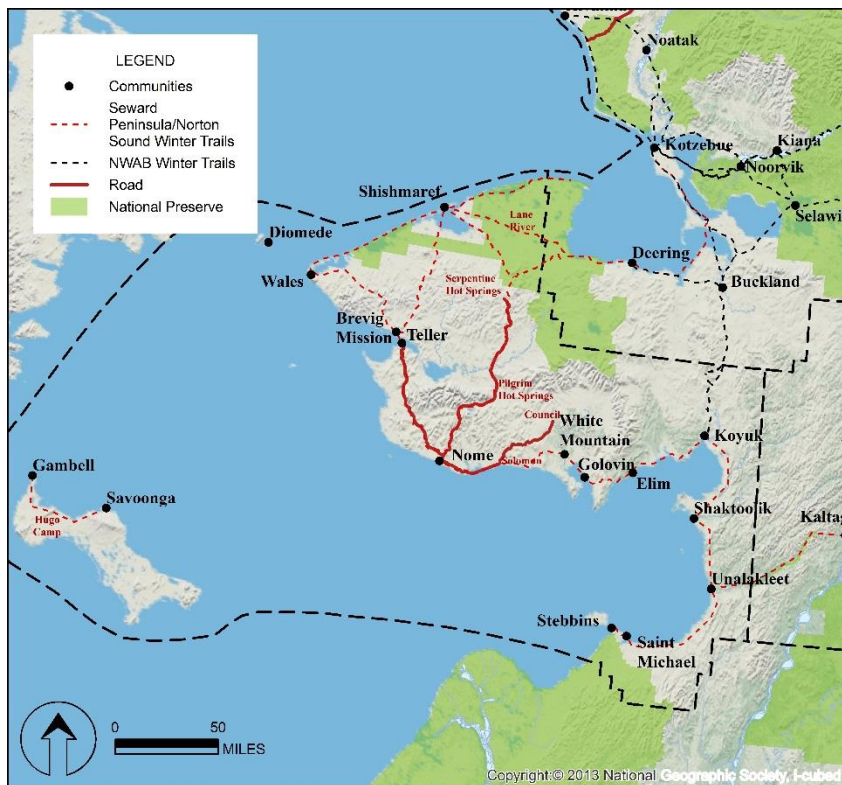 LEGEND
Communities
Seward
Peninsula/Norton
Sound Winter Trails
NWAB Winter Trails
Road
National Preserve
Noatak
Kotzebue
Kiana
Noorvik
Selawi
Shishmaref
Lane
River
Diomede
Deering
Wales
Serpentine
Hot Springs
Buckland
Brevig
Mission
Teller
Pilgrim
Hot Springs
Council
White
Mountain
Koyuk
Nome
Solomon
Golovin
Elim
Gambell
Savoonga
Hugo
Camp
Shaktoolik
Kaltag
Unalakleet
Stebbins
Saint
Michael
0 50
MILES
Copyright:© 2013 National Geographic Society, i-cubed